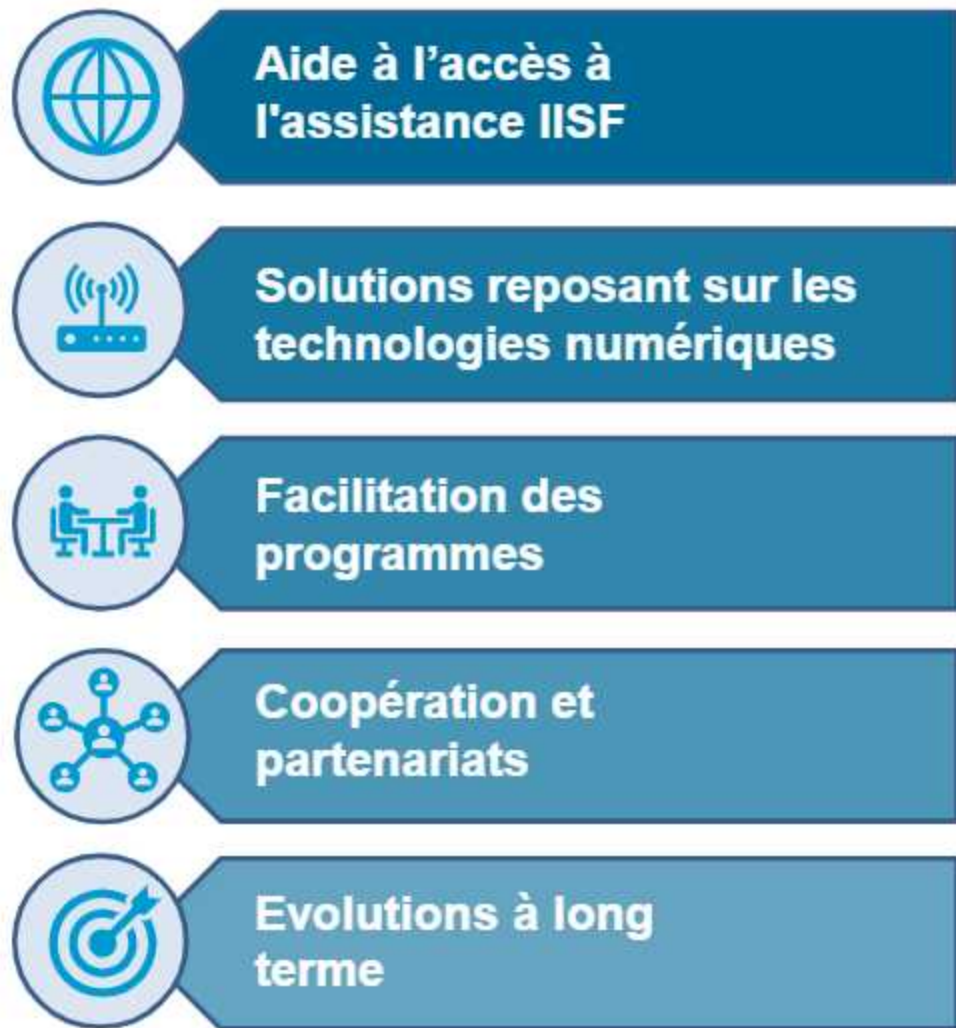 Aide à l’accès à
l'assistance IISF
Solutions reposant sur les
technologies numériques
Facilitation des
programmes
Coopération et
partenariats
Evolutions à long
terme